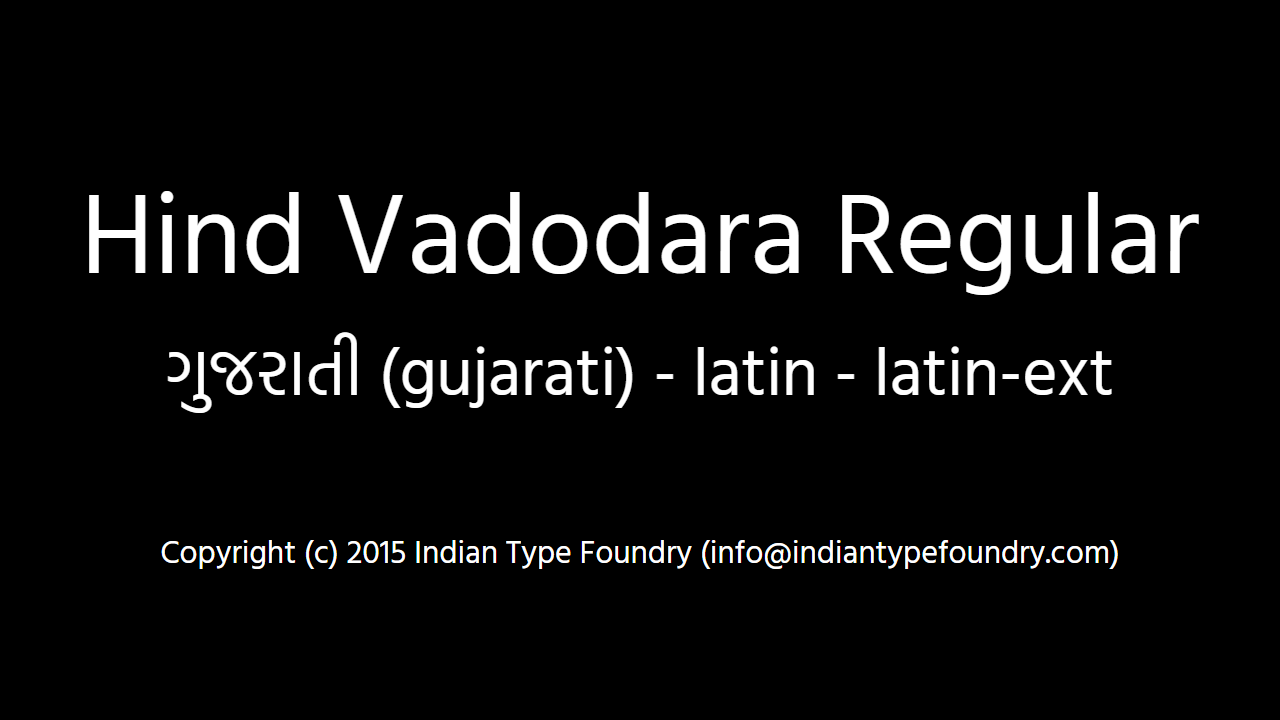 Hind Vadodara Regular
ગુજરાતી (gujarati) - latin - latin-ext
Copyright (c) 2015 Indian Type Foundry (info@indiantypefoundry.com)